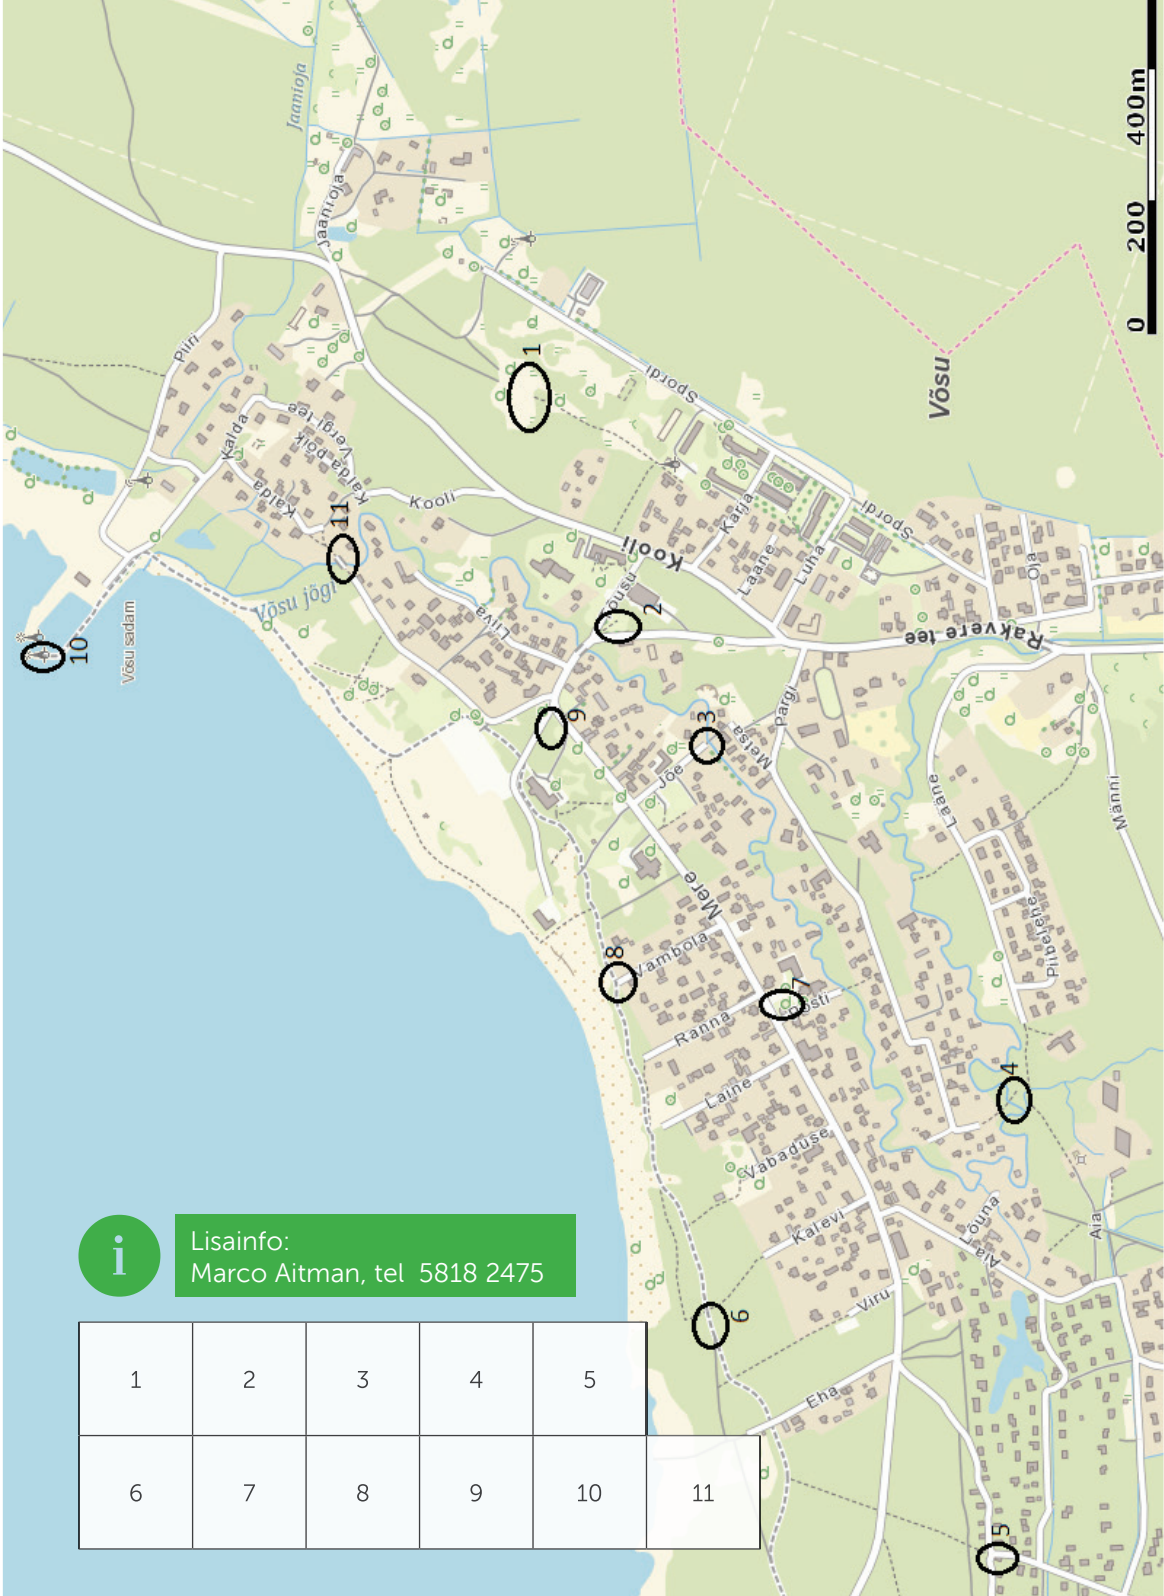 Jaanioja
Jaanioja
Piiri
Kalda
Vergi tee
Kalda põik
Kalda
Kooli
11
10
Võsu sadam
Võsu jõgi
Liiva
1
Spordi
Võsu
0 200 400m
Kooli
Karja
Laane
Luha
Spordi
Oja
Rakvere tee
2
9
3
Jõe
Metsa
Pargi
Lääne
Männi
Piibelehe
Mere
8
Vambola
7
Ranna
Laine
Vabaduse
4
Kalevi
Lõuna
Aia
Aia
Viru
6
Eha
5
i
Lisainfo:
Marco Aitman, tel 5818 2475
1 2 3 4 5
6 7 8 9 10 11